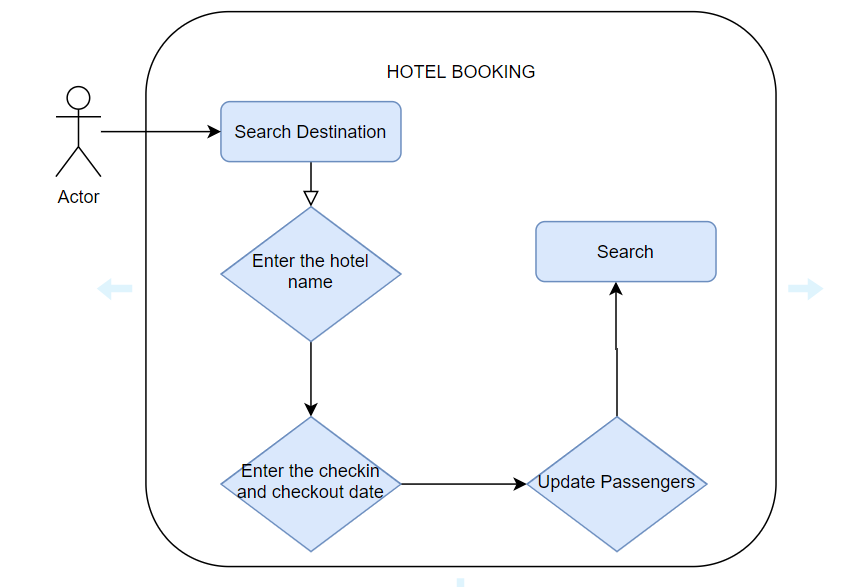 HOTEL BOOKING
Actor
Search Destination
Enter the hotel
name
Search
Enter the checkin
and checkout date
Update Passengers